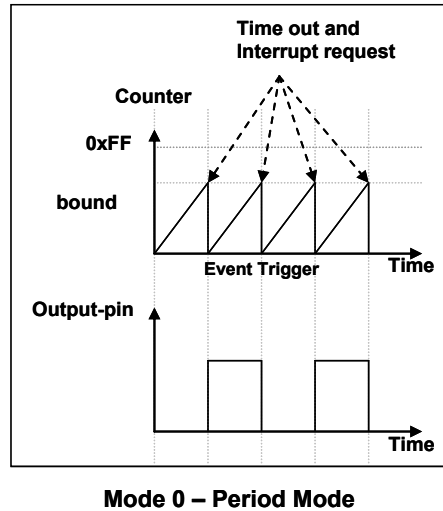 Time out and
Interrupt request
Counter
0xFF
bound
Event Trigger
Time
Output-pin
Time
Mode 0 – Period Mode